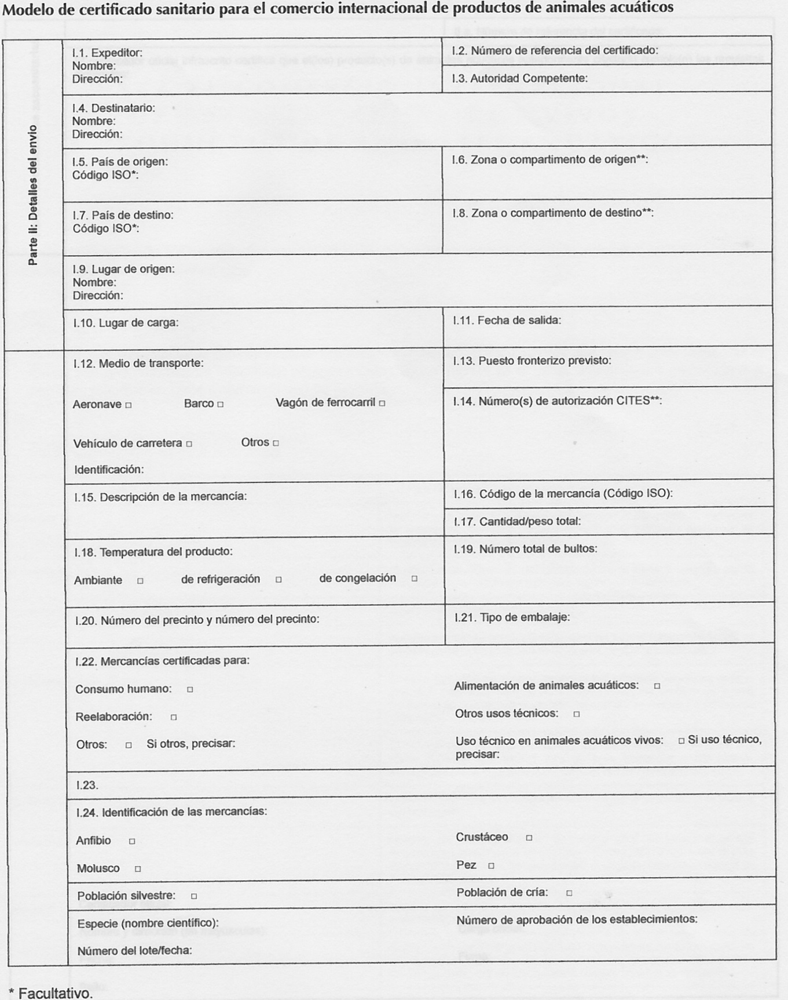 Modelo de certificado sanitario para el comercio internacional de productos de animales acuáticos
Parte II: Detalles del envio
I.1. Expeditor:
Nombre:
Dirección:
I.2. Número de referencia del certificado:
I.3. Autoridad Competente:
I.4. Destinatario:
Nombre:
Dirección:
I.5. País de origen:
Código ISO*:
I.6. Zona o compartimento de origen**:
I.7. País de destino:
Código ISO*:
I.8. Zona o compartimento de destino**:
I.9. Lugar de origen:
Nombre:
Dirección:
I.10. Lugar de carga:
I.11. Fecha de salida:
I.12. Medio de transporte:
Aeronave □ Barco □ Vagón de ferrocarril □
Vehículo de carretera □ Otros □
Identificación:
I.13. Puesto fronterizo previsto:
I.14. Número(s) de autorización CITES**:
I.15. Descripción de la mercancía:
I.16. Código de la mercancía (Código ISO):
I.17. Cantidad/peso total:
I.18. Temperatura del producto:
Ambiante □ de refrigeración □ de congelación □
I.19. Número total de bultos:
I.20. Número del precinto y número del precinto:
I.21. Tipo de embalaje:
I.22. Mercancías certificadas para:
Consumo humano: □ Alimentación de animales acuáticos: □
Reelaboración: □ Otros usos técnicos: □
Otros: □ Si otros, precisar: Uso técnico en animales acuáticos vivos: □ Si uso técnico,
precisar:
I.23.
I.24. Identificación de las mercancías:
Anfibio □ Crustáceo □
Molusco □ Pez □
Población silvestre: □ Población de cría: □
Especie (nombre científico): Número de aprobación de los establecimientos:
Número del lote/fecha:
* Facultativo.